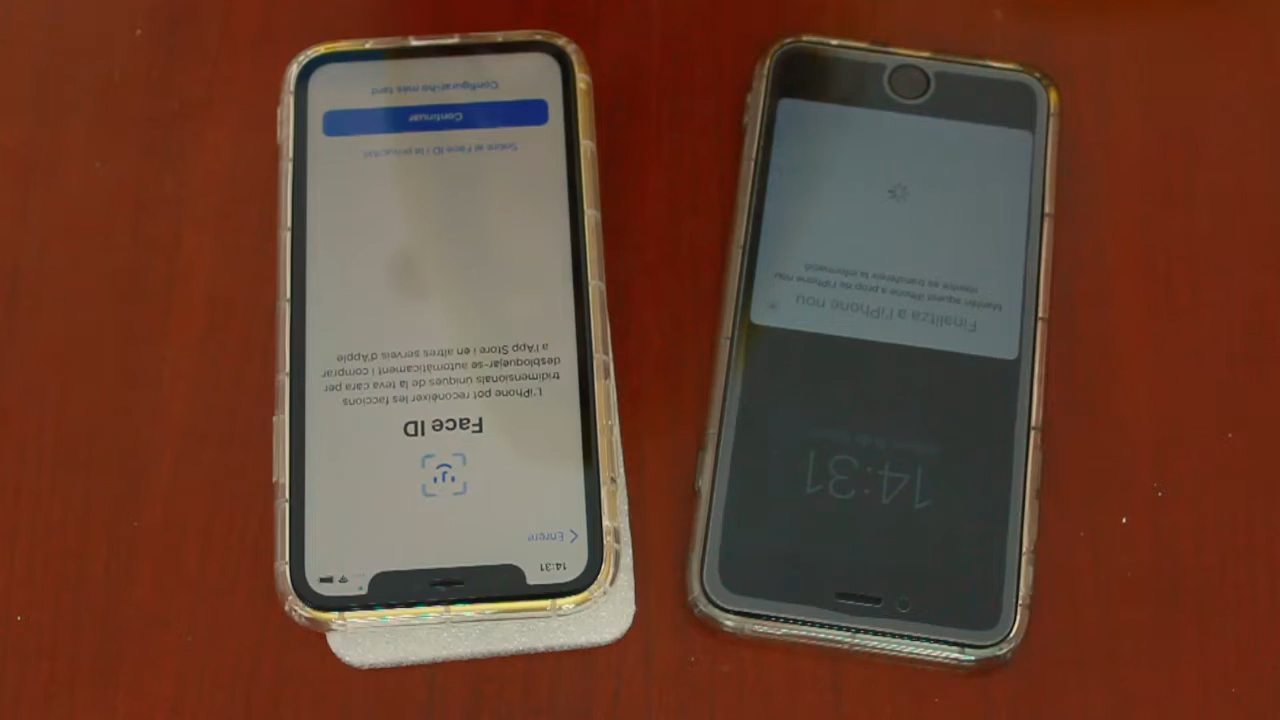 14:31
Enrere
Face ID
L'iPhone pot reconèixer les faccions
tridimensionals úniques de la teva cara per
desbloquejar-se automàticament i comprar
a l'App Store i en altres serveis d'Apple
Sobre el Face ID i la privacitat
Continuar
Configurar-ho més tard
14:31
Finalitza a l'iPhone nou
Mantén aquest iPhone a prop de l'iPhone nou
mentre es transfereix la informació